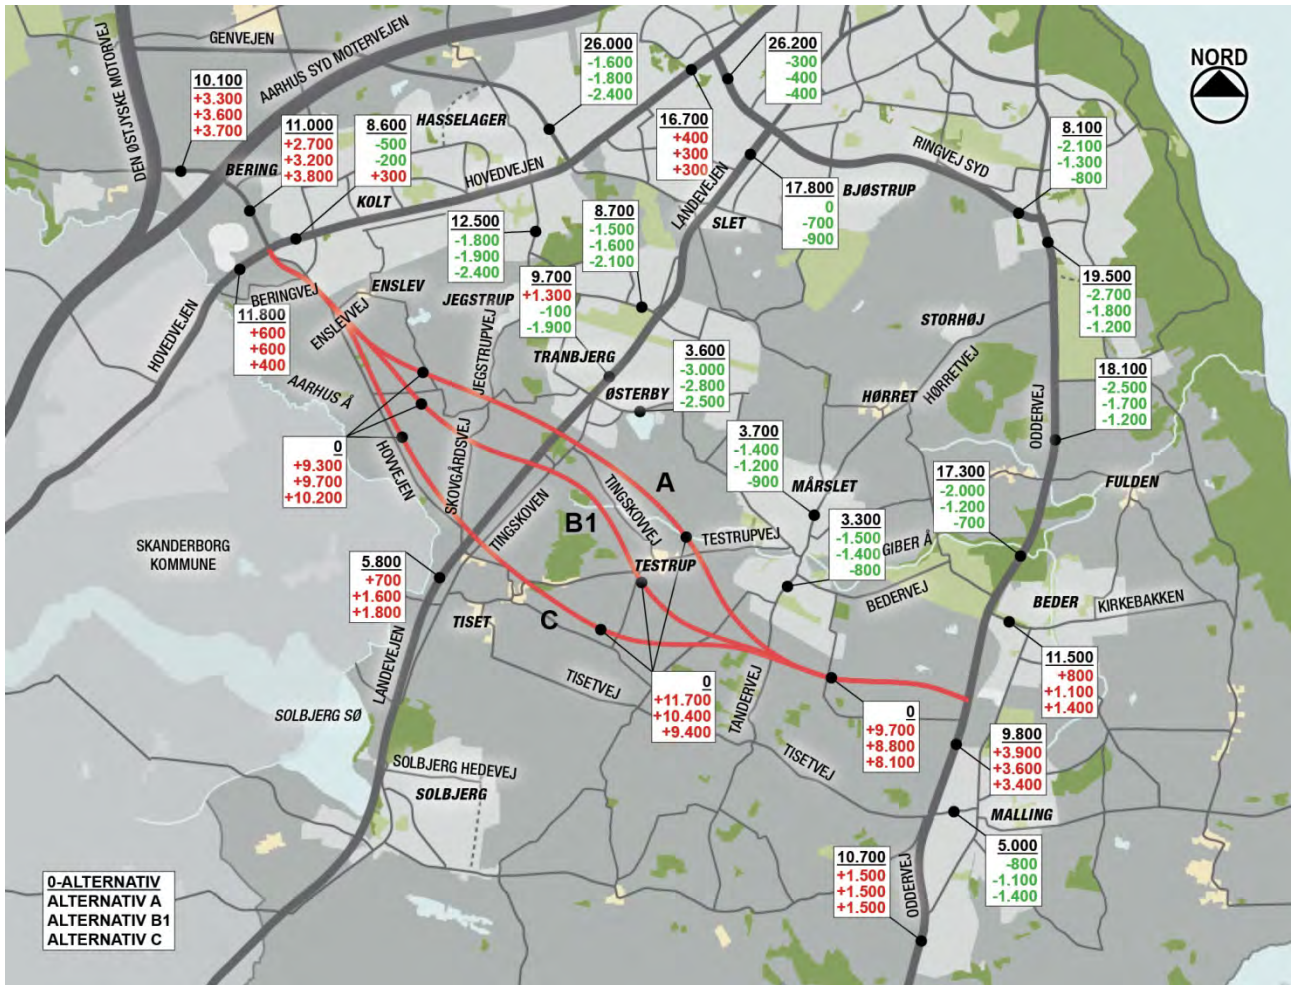 GENVEJEN
DEN ØSTJYSKE MOTORVEJ
AARHUS SYD MOTERVEJEN
26.000
-1.600
-1.800
-2.400
26.200
-300
-400
-400
NORD
10.100
+3.300
+3.600
+3.700
HASSELAGER
11.000
+2.700
+3.200
+3.800
8.600
-500
-200
+300
16.700
+400
+300
+300
8.100
-2.100
-1.300
-800
RINGVEJ SYD
BERING
HOVEDVEJEN
KOLT
LANDEVEJEN
17.800
0
-700
-900
BJØSTRUP
SLET
12.500
-1.800
-1.900
-2.400
8.700
-1.500
-1.600
-2.100
19.500
-2.700
-1.800
-1.200
ENSLEV
BERINGVEJ
JEGSTRUP
9.700
+1.300
-100
-1.900
11.800
+600
+600
+400
HOVEDVEJEN
ENSLEVVEJ
JEGSTRUPVEJ
STORHØJ
TRANBJERG
3.600
-3.000
-2.800
-2.500
18.100
-2.500
-1.700
-1.200
AARHUS Å
ØSTERBY
HØRRET
HØRRETVEJ
ODDERVEJ
0
+9.300
+9.700
+10.200
HOVVEJEN
SKOVGÅRDSVEJ
3.700
-1.400
-1.200
-900
A
MÅRSLET
17.300
-2.000
-1.200
-700
FULDEN
TINGSKOVEN
B1
TINGSKOVVEJ
TESTRUPVEJ
3.300
-1.500
-1.400
-800
GIBER Å
SKANDERBORG
KOMMUNE
5.800
+700
+1.600
+1.800
TESTRUP
BEDERVEJ
BEDER
KIRKEBAKKEN
TISET
C
11.500
+800
+1.100
+1.400
LANDEVEJEN
TISETVEJ
0
+11.700
+10.400
+9.400
TANDERVEJ
0
+9.700
+8.800
+8.100
SOLBJERG SØ
9.800
+3.900
+3.600
+3.400
TISETVEJ
SOLBJERG HEDEVEJ
SOLBJERG
MALLING
5.000
-800
-1.100
-1.400
10.700
+1.500
+1.500
+1.500
ODDERVEJ
0-ALTERNATIV
ALTERNATIV A
ALTERNATIV B1
ALTERNATIV C